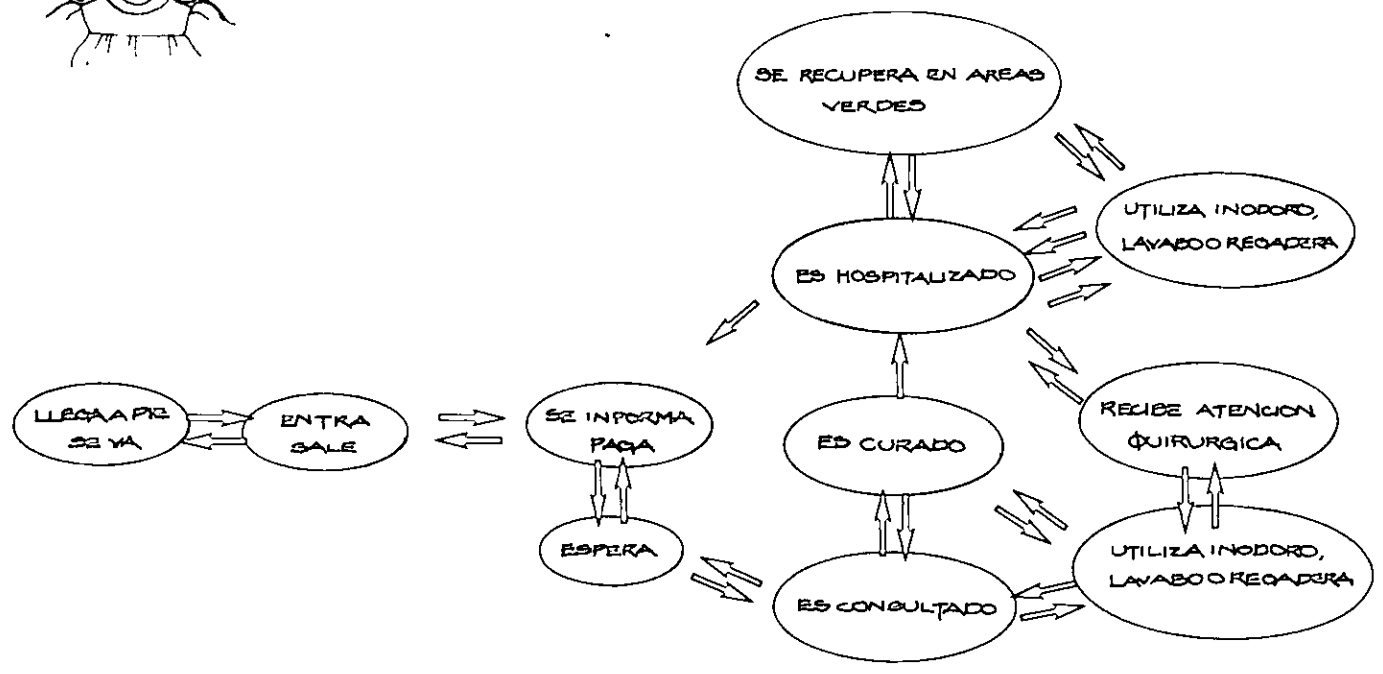 SE RECUPERA EN AREAS
VERDES
UTILIZA INODORO,
LAVABO O REGADERA
ES HOSPITALIZADO
LLEGA A PIE
SE VA
ENTRA
SALE
SE INFORMA
PAGA
ES CURADO
RECIBE ATENCION
QUIRURGICA
ESPERA
ES CONSULTADO
UTILIZA INODORO,
LAVABO O REGADERA